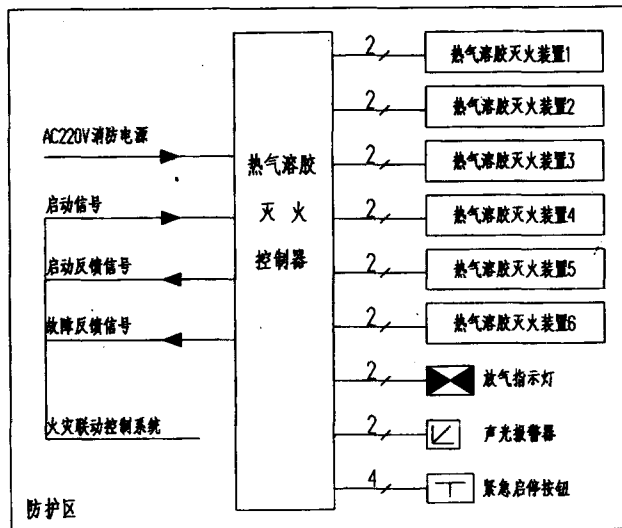 2
热气溶胶灭火装置1
2
热气溶胶灭火装置2
AC220V消防电源
2
热气溶胶灭火装置3
热气溶胶
灭 火
控制器
启动信号
2
热气溶胶灭火装置4
启动反馈信号
2
热气溶胶灭火装置5
故障反馈信号
2
热气溶胶灭火装置6
2
放气指示灯
火灾联动控制系统
2
声光报警器
4
紧急启停按钮
防护区